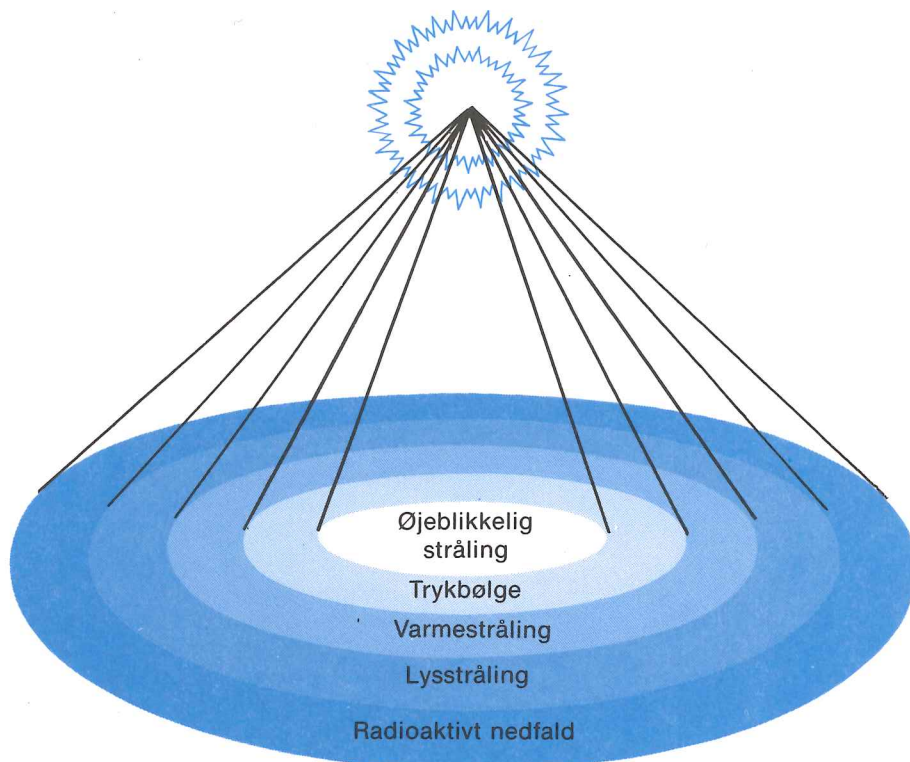 Øjeblikkelig
stråling
Trykbølge
Varmestråling
Lysstråling
Radioaktivt nedfald